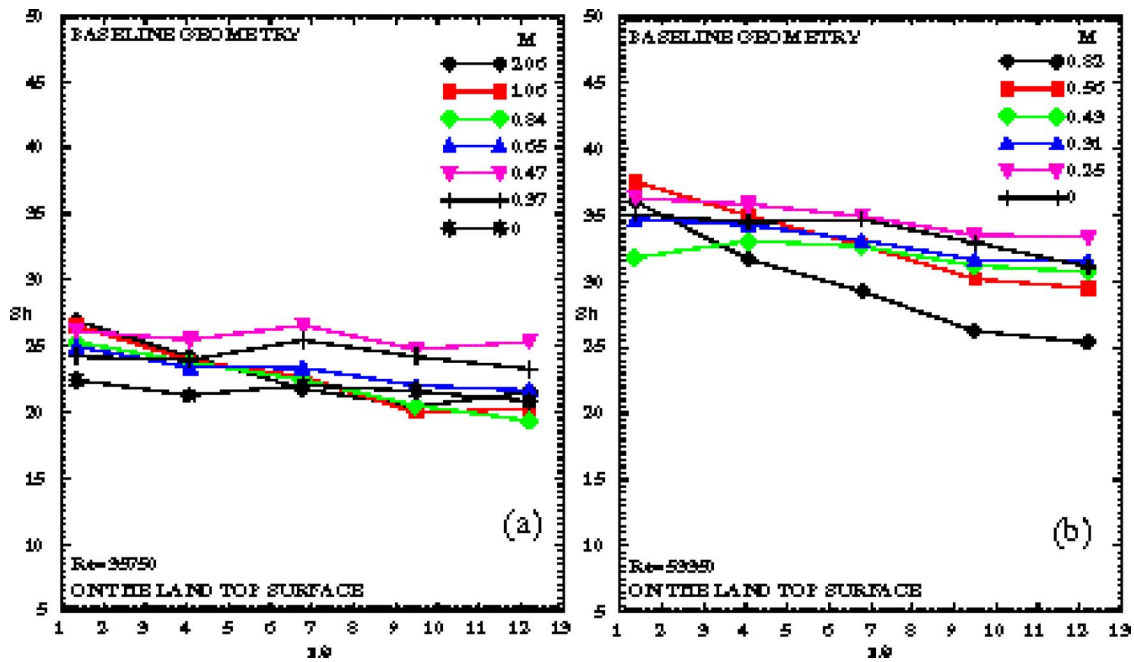 BASELINE GEOMETRY
M
2.06
1.06
0.84
0.65
0.47
0.37
0
50
45
40
35
30
Sh
25
20
15
10
5
(a)
Re=35750
ON THE LAND TOP SURFACE
1 2 3 4 5 6 7 8 9 10 11 12 13
BASELINE GEOMETRY
M
0.82
0.56
0.43
0.31
0.25
0
50
45
40
35
30
Sh
25
20
15
10
5
(b)
Re=53350
ON THE LAND TOP SURFACE
1 2 3 4 5 6 7 8 9 10 11 12 13